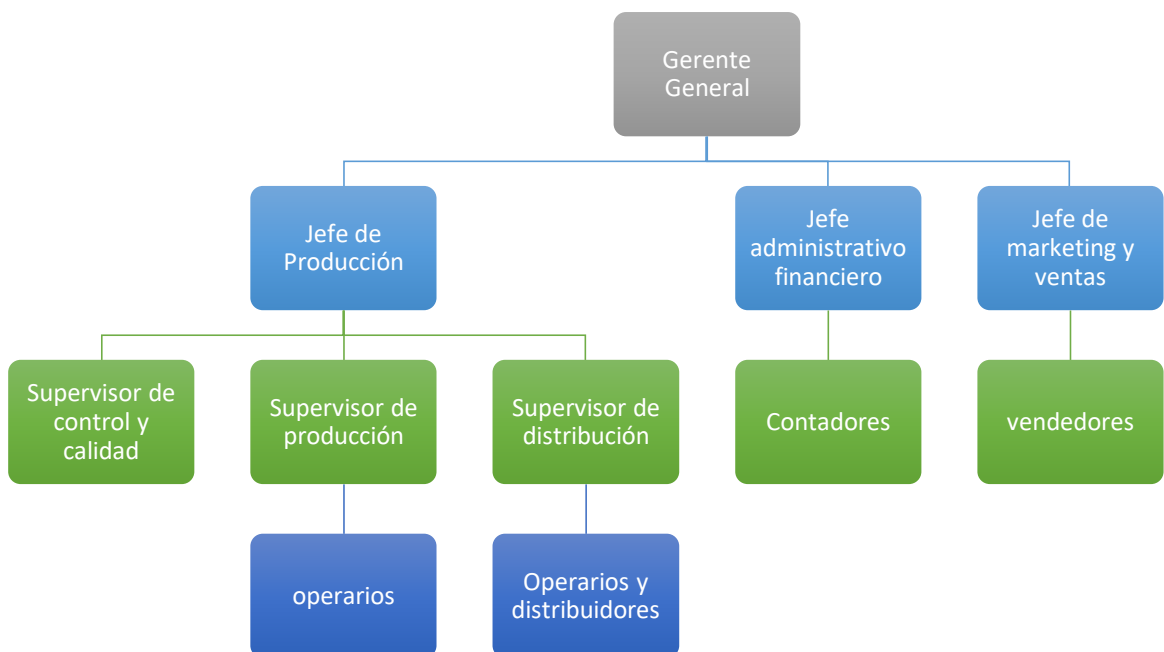 Gerente
General
Jefe de
Producción
Jefe
administrativo
financiero
Jefe de
marketing y
ventas
Supervisor de
control y
calidad
Supervisor de
producción
Supervisor de
distribución
Contadores
vendedores
operarios
Operarios y
distribuidores